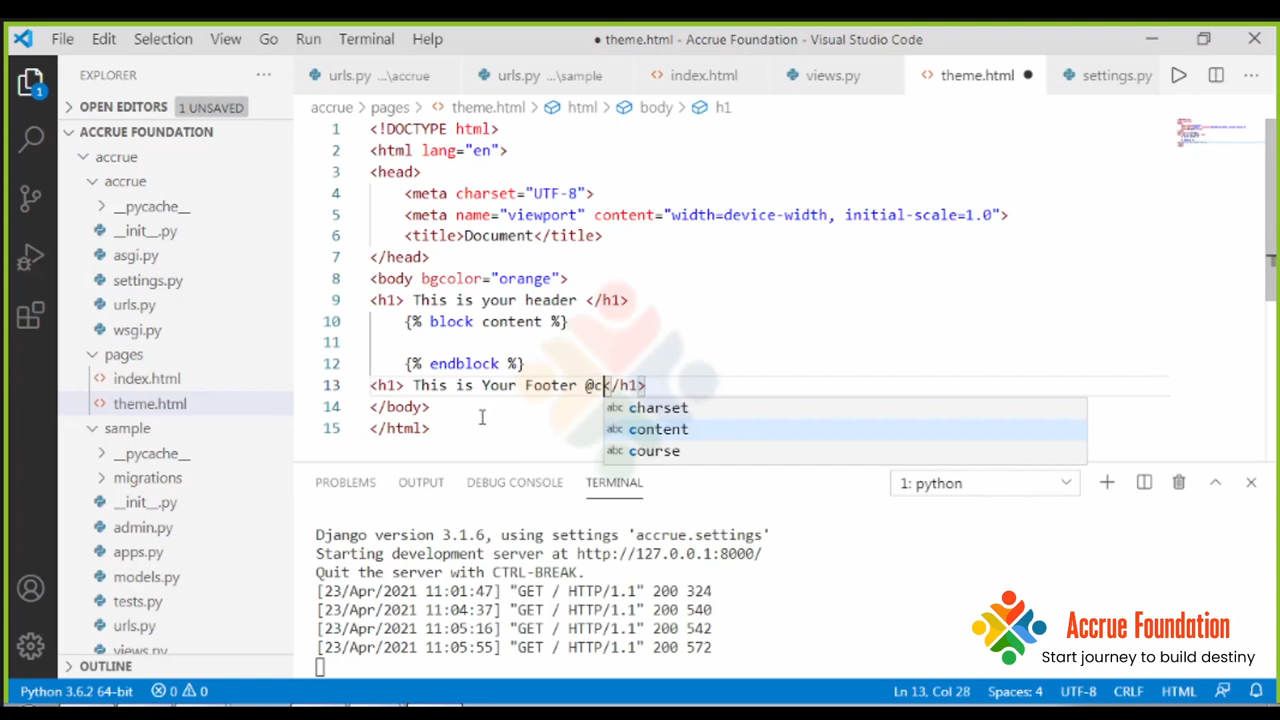 File Edit Selection View Go Run Terminal Help ● theme.html - Accrue Foundation - Visual Studio Code
EXPLORER ···
urls.py ...\accrue urls.py ...\sample index.html views.py theme.html ● settings.py
OPEN EDITORS 1 UNSAVED
ACCRUE FOUNDATION
accrue
accrue
__pycache__
__init__.py
asgi.py
settings.py
urls.py
wsgi.py
pages
index.html
theme.html
sample
__pycache__
migrations
__init__.py
admin.py
apps.py
models.py
tests.py
urls.py
views.py
OUTLINE
accrue > pages > theme.html > html > body > h1
1 <!DOCTYPE html>
2 <html lang="en">
3 <head>
4 <meta charset="UTF-8">
5 <meta name="viewport" content="width=device-width, initial-scale=1.0">
6 <title>Document</title>
7 </head>
8 <body bgcolor="orange">
9 <h1> This is your header </h1>
10 {% block content %}
11
12 {% endblock %}
13 <h1> This is Your Footer @c</h1>
14 </body>
15 </html>
abc charset
abc content
abc course
PROBLEMS OUTPUT DEBUG CONSOLE TERMINAL 1: python
Django version 3.1.6, using settings 'accrue.settings'
Starting development server at http://127.0.0.1:8000/
Quit the server with CTRL-BREAK.
[23/Apr/2021 11:01:47] "GET / HTTP/1.1" 200 324
[23/Apr/2021 11:04:37] "GET / HTTP/1.1" 200 540
[23/Apr/2021 11:05:16] "GET / HTTP/1.1" 200 542
[23/Apr/2021 11:05:55] "GET / HTTP/1.1" 200 572
Accrue Foundation
Start journey to build destiny
Python 3.6.2 64-bit 0 0 Ln 13, Col 28 Spaces: 4 UTF-8 CRLF HTML
1